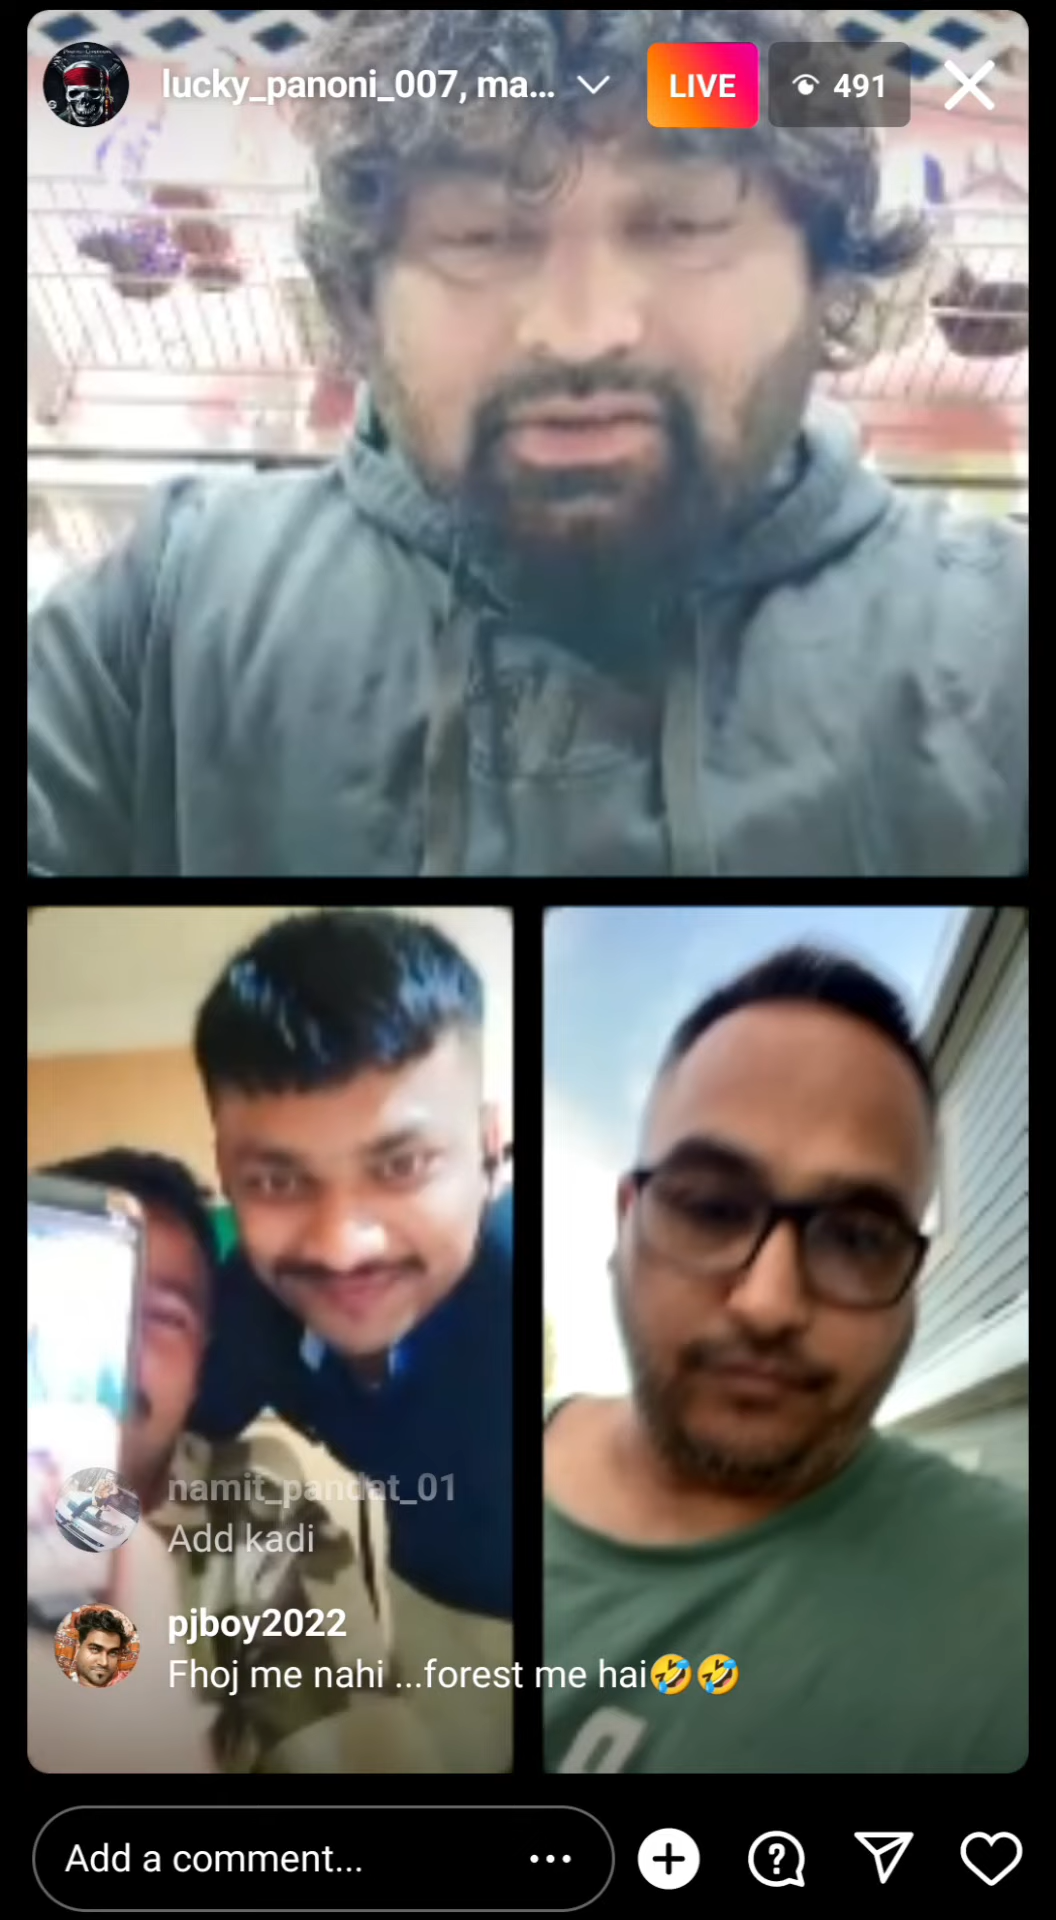 lucky_panoni_007, ma...
LIVE
491
namit_pandat_01
Add kadi
pjboy2022
Fhoj me nahi ...forest me hai🤣🤣
Add a comment...